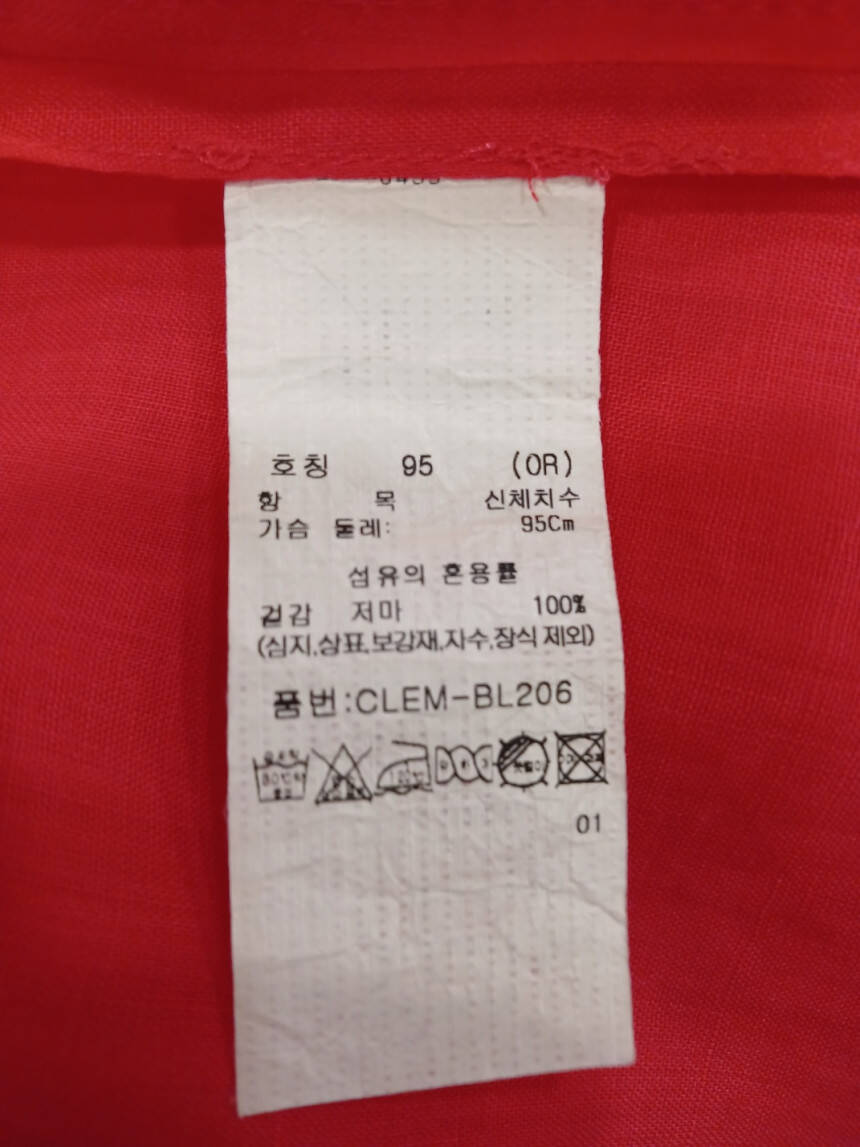 호칭 95 (OR)
항 목 신체치수
가슴 둘레: 95Cm
섬유의 혼용률
겉감 저마 100%
(심지,상표,보강재,자수,장식 제외)
품번:CLEM-BL206
01